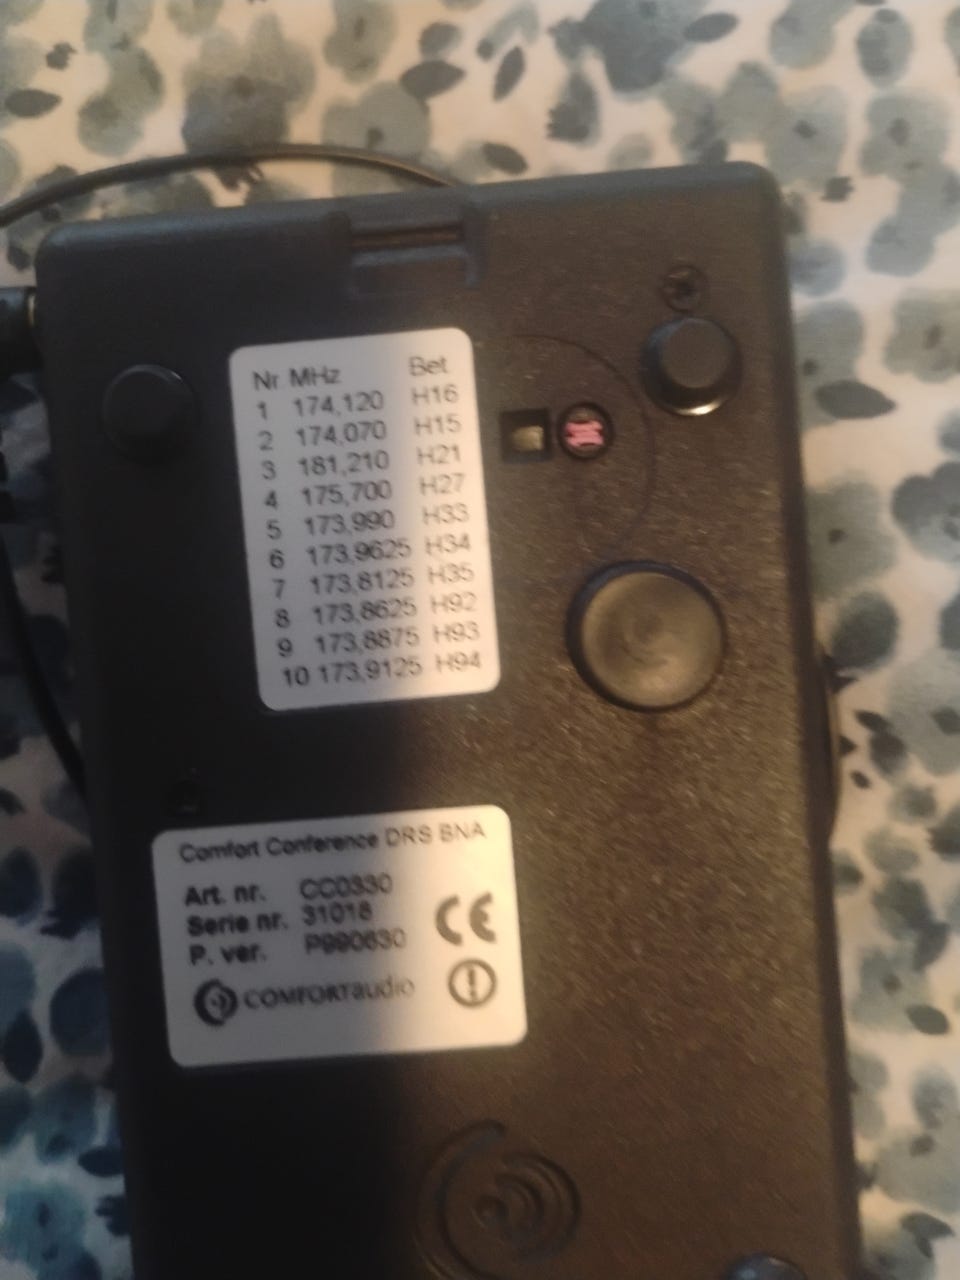 Nr MHz Bet
1 174,120 H16
2 174,070 H15
3 181,210 H21
4 175,700 H27
5 173,990 H33
6 173,9625 H34
7 173,8125 H35
8 173,8625 H92
9 173,8875 H93
10 173,9125 H94
Comfort Conference DRS BNA
Art. nr. CC0330
Serie nr. 31018
P. ver. P990630
CE
COMFORTaudio